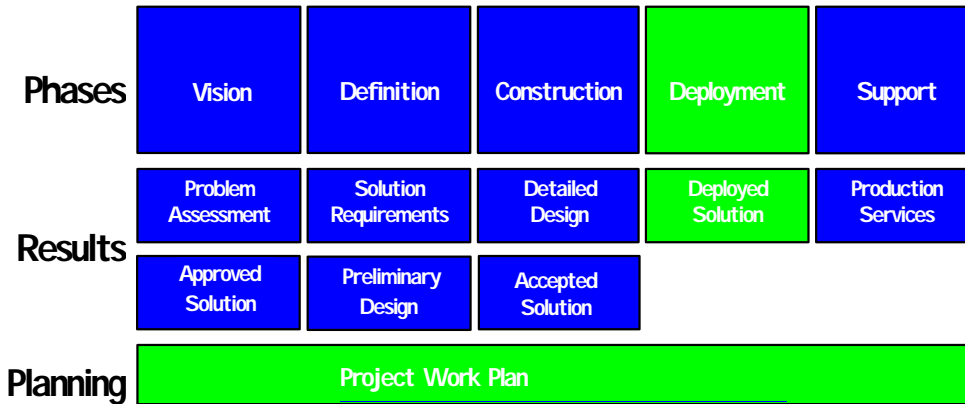 Phases
Vision
Definition
Construction
Deployment
Support
Results
Problem
Assessment
Solution
Requirements
Detailed
Design
Deployed
Solution
Production
Services
Approved
Solution
Preliminary
Design
Accepted
Solution
Planning
Project Work Plan